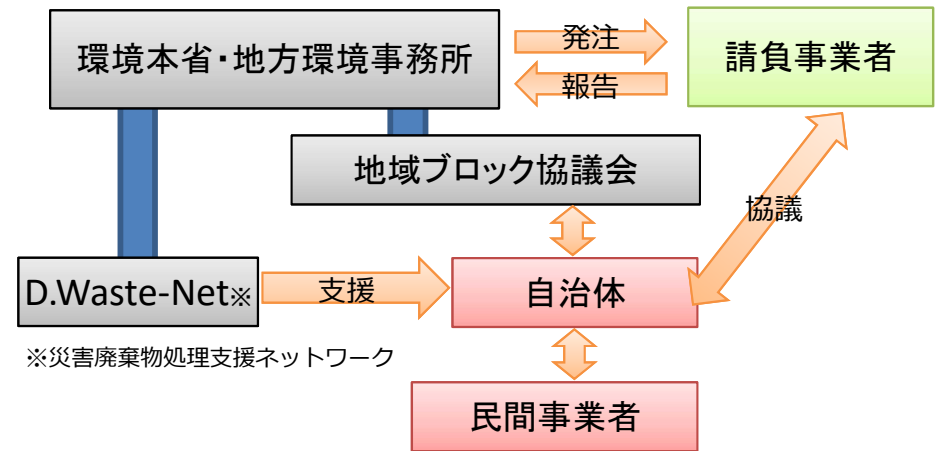 環境本省・地方環境事務所
発注
報告
請負事業者
地域ブロック協議会
協議
D.Waste-Net※
支援
自治体
※災害廃棄物処理支援ネットワーク
民間事業者